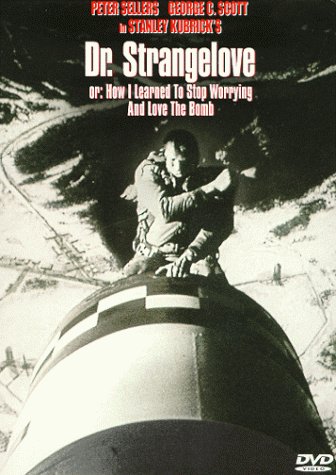 PETER SELLERS GEORGE C. SCOTT
in STANLEY KUBRICK'S
Dr. Strangelove
or: How I Learned To Stop Worrying
And Love The Bomb
DVD
VIDEO